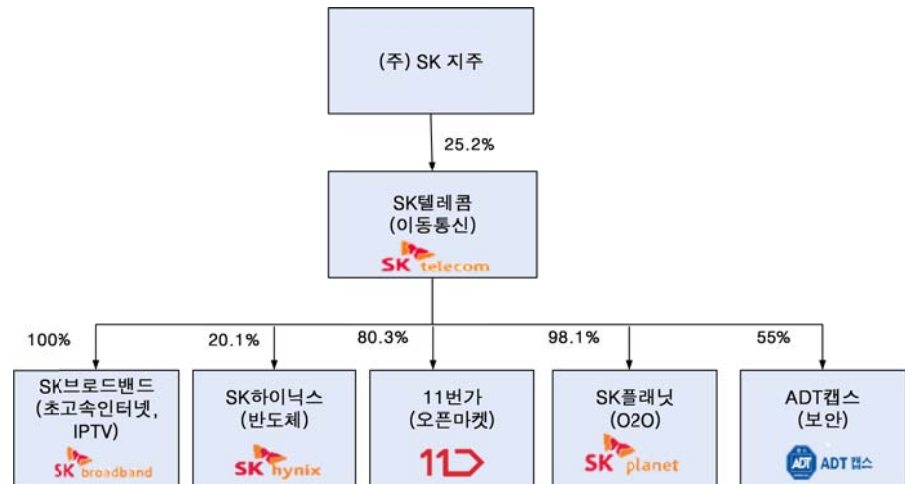 (주) SK 지주
25.2%
SK텔레콤
(이동통신)
SK telecom
100%
20.1%
80.3%
98.1%
55%
SK브로드밴드
(초고속인터넷,
IPTV)
SK broadband
SK하이닉스
(반도체)
SK hynix
11번가
(오픈마켓)
11
SK플래닛
(O2O)
SK planet
ADT캡스
(보안)
ADT ADT 캡스